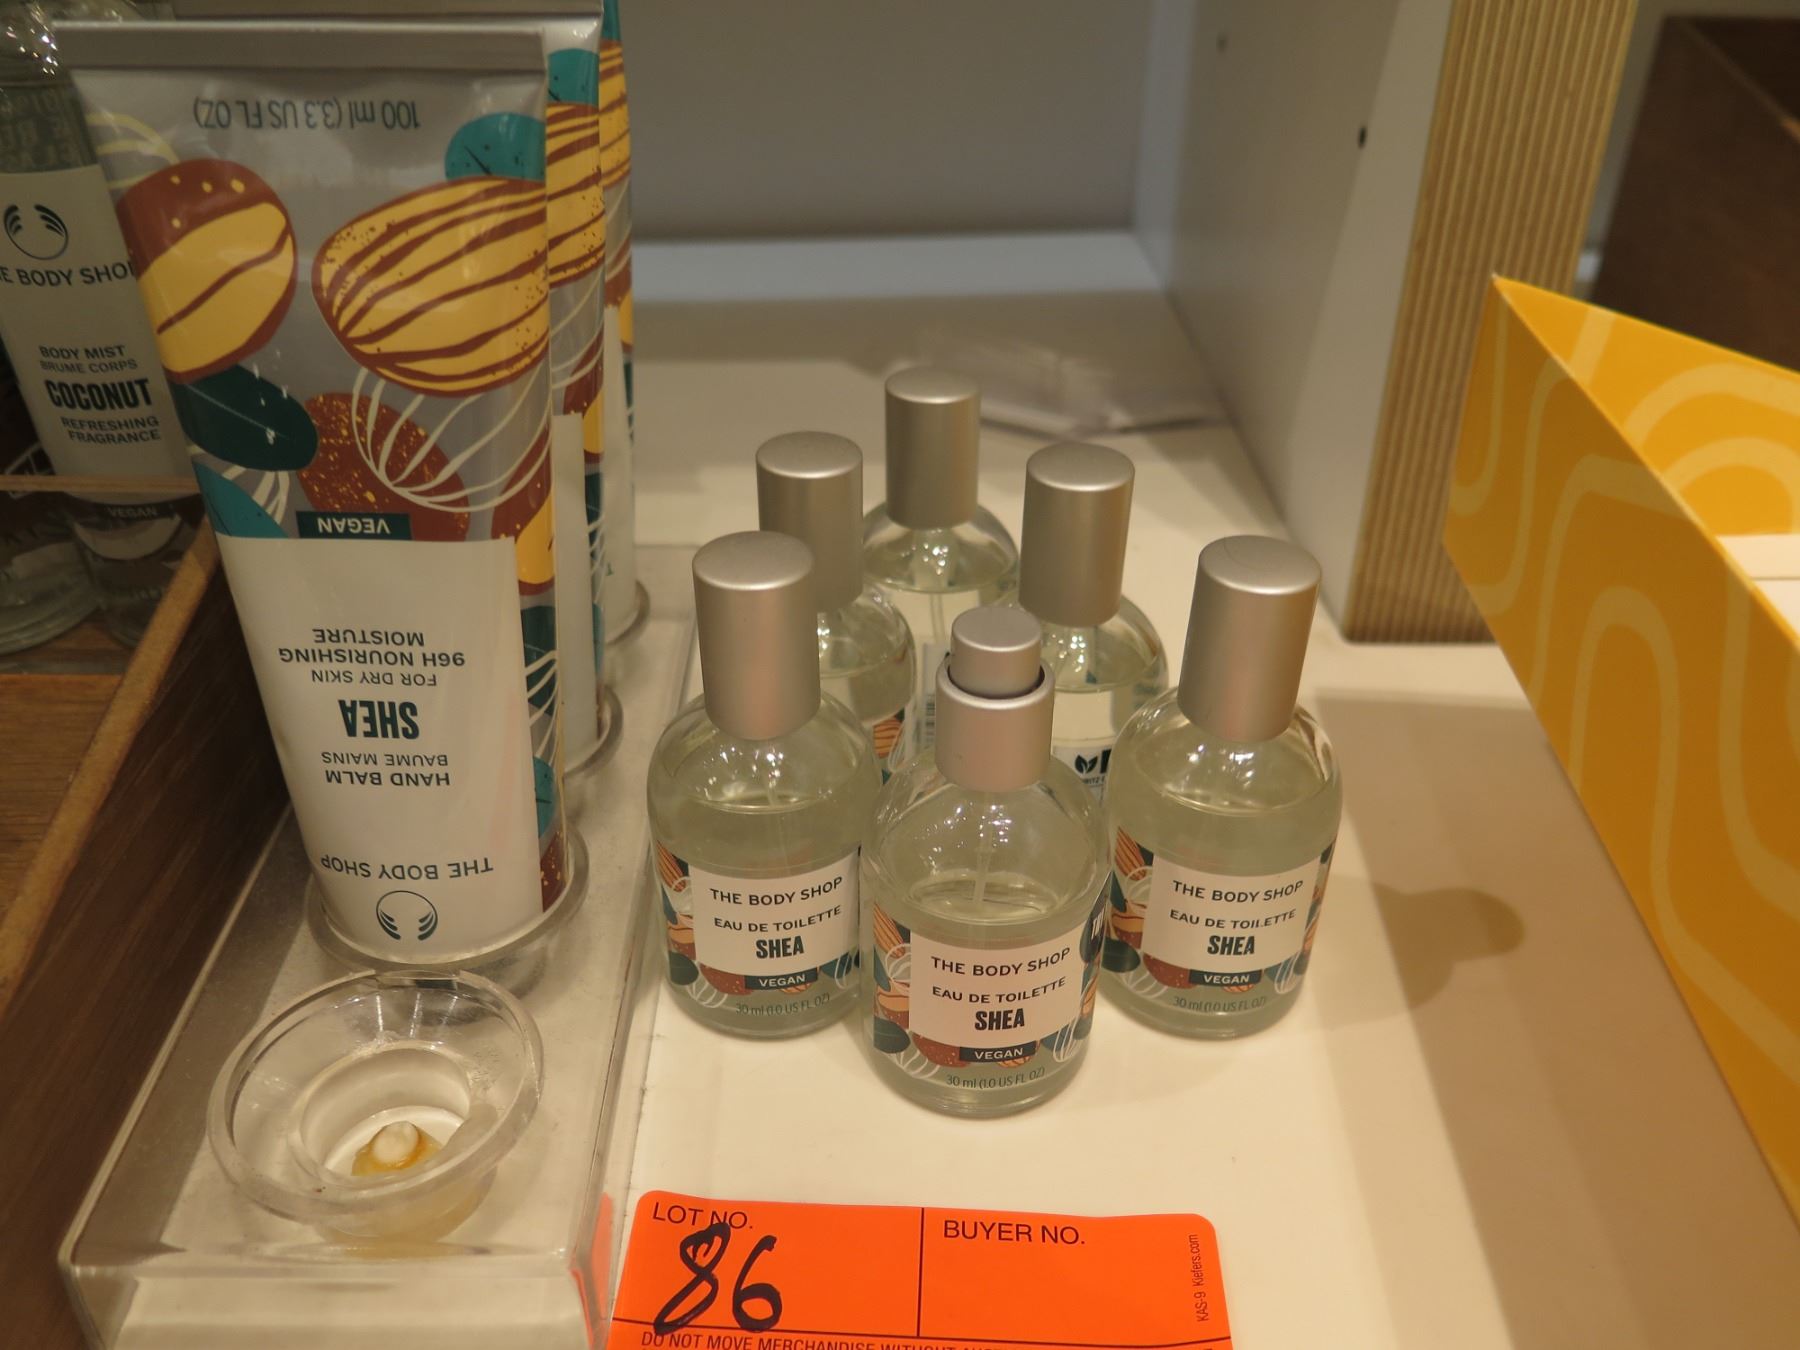 BODY SHOP
BODY MIST
BRUME CORPS
COCONUT
REFRESHING
FRAGRANCE
VEGAN
100 ml (3.3 US FL OZ)
VEGAN
96H NOURISHING
MOISTURE
FOR DRY SKIN
SHEA
BAUME MAINS
HAND BALM
THE BODY SHOP
THE BODY SHOP
EAU DE TOILETTE
SHEA
VEGAN
30 ml (1.0 US FL OZ)
THE BODY SHOP
EAU DE TOILETTE
SHEA
VEGAN
30 ml (1.0 US FL OZ)
THE BODY SHOP
EAU DE TOILETTE
SHEA
VEGAN
30 ml (1.0 US FL OZ)
LOT NO.
86
BUYER NO.
KAS-9 Kiefers.com
DO NOT MOVE MERCHANDISE WITHOUT